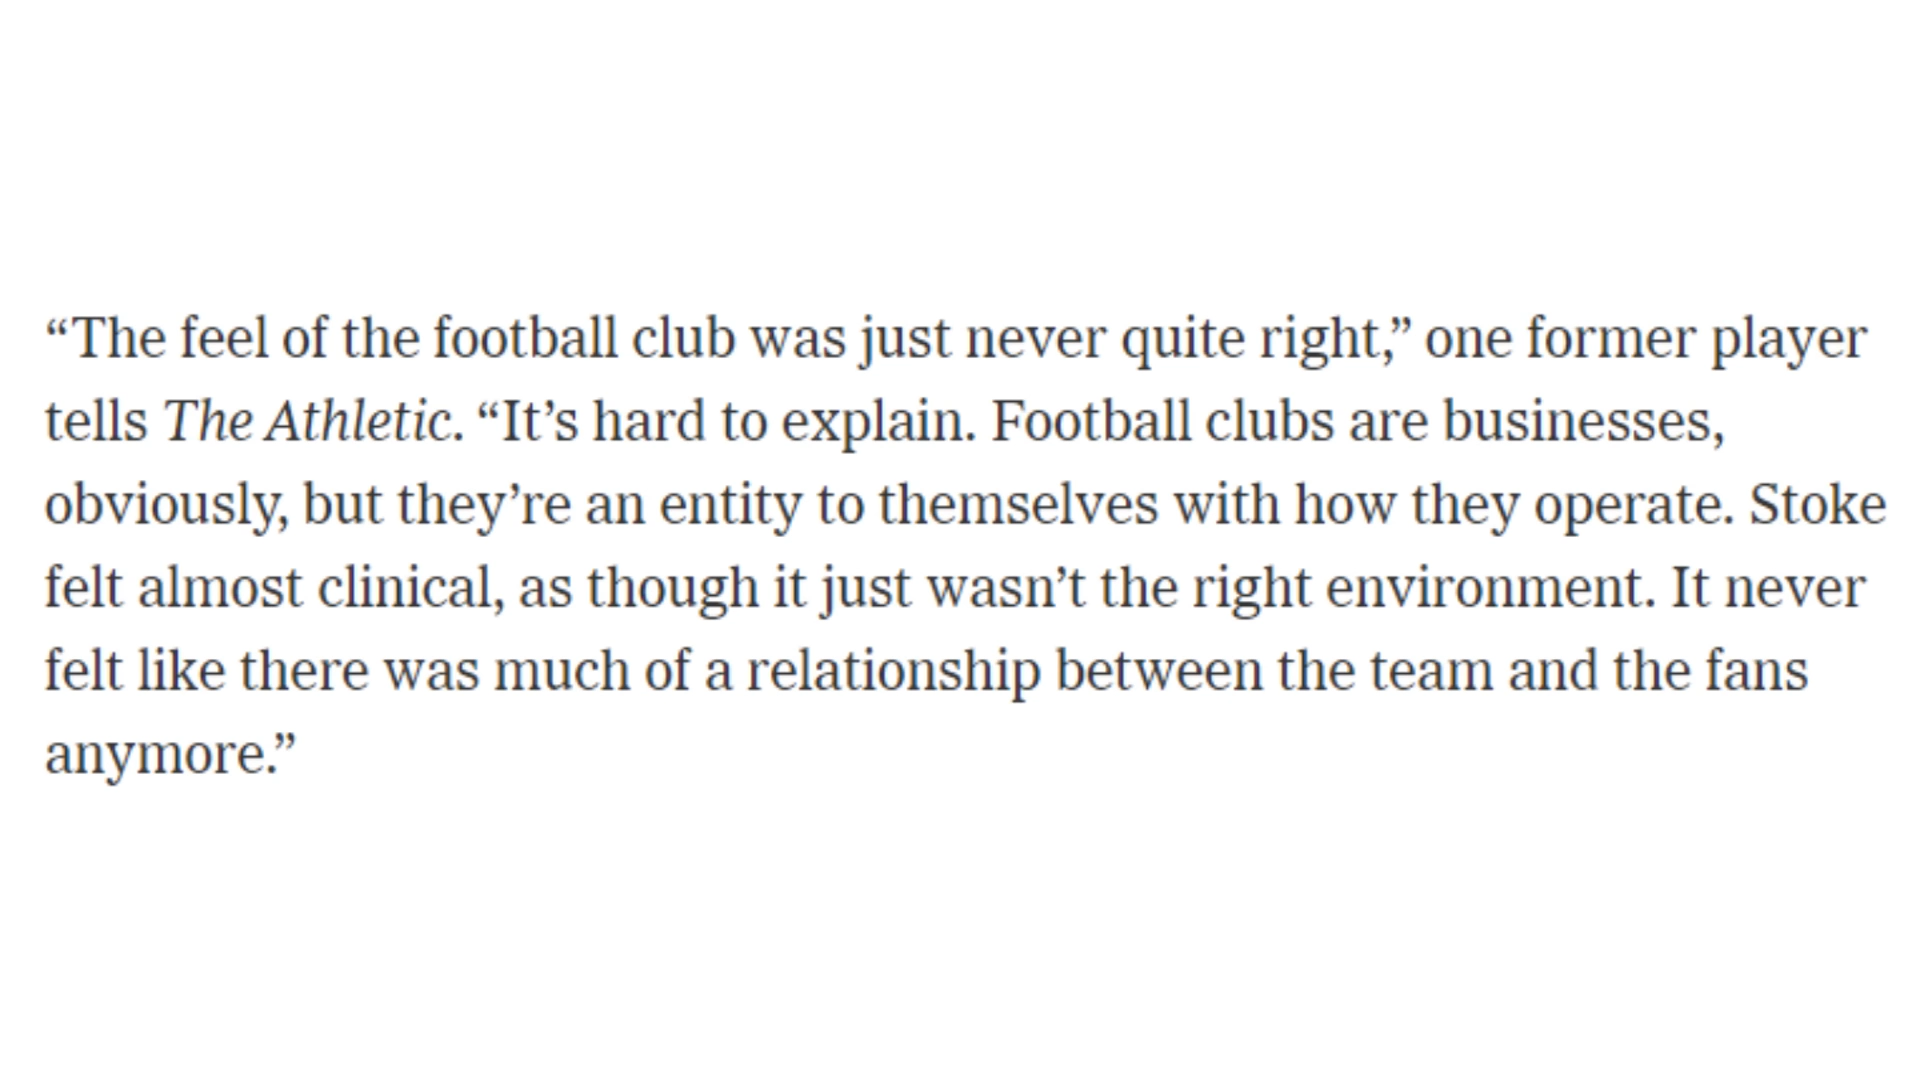 “The feel of the football club was just never quite right,” one former player
tells The Athletic. “It’s hard to explain. Football clubs are businesses,
obviously, but they’re an entity to themselves with how they operate. Stoke
felt almost clinical, as though it just wasn’t the right environment. It never
felt like there was much of a relationship between the team and the fans
anymore.”